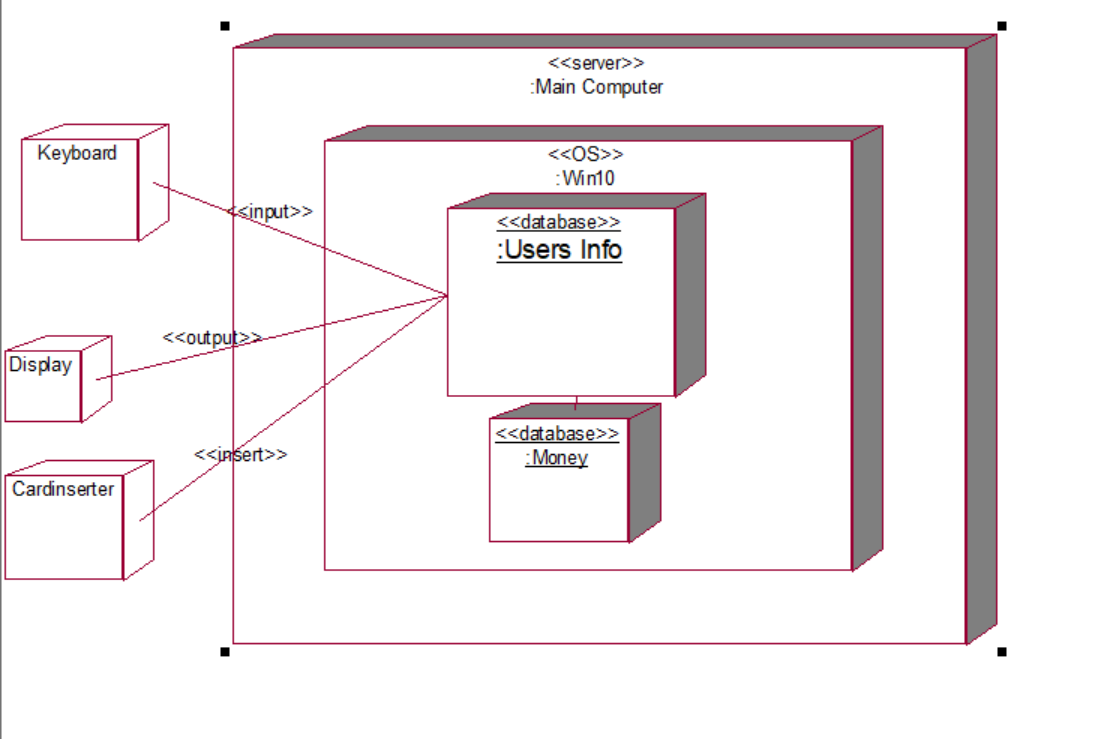 <<server>>
:Main Computer
Keyboard
<<OS>>
:Win10
<<input>>
<<database>>
:Users Info
<<output>>
Display
<<database>>
:Money
<<insert>>
Cardinserter